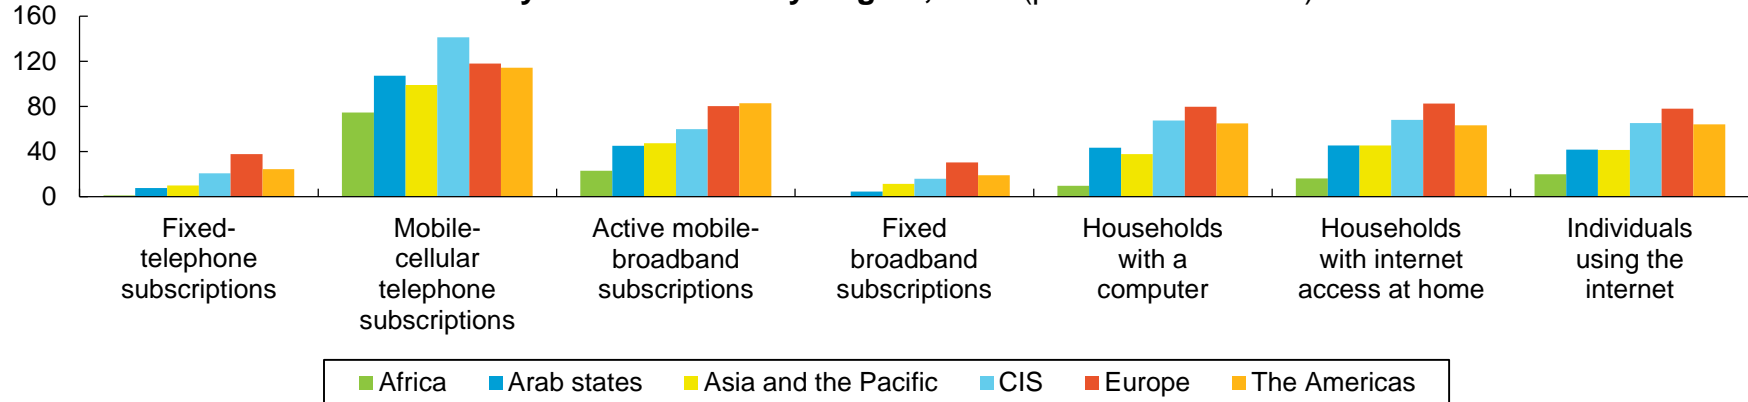 160
120
80
40
0
Fixed-
telephone
subscriptions
Mobile-
cellular
telephone
subscriptions
Active mobile-
broadband
subscriptions
Fixed
broadband
subscriptions
Households
with a
computer
Households
with internet
access at home
Individuals
using the
internet
Africa Arab states Asia and the Pacific CIS Europe The Americas